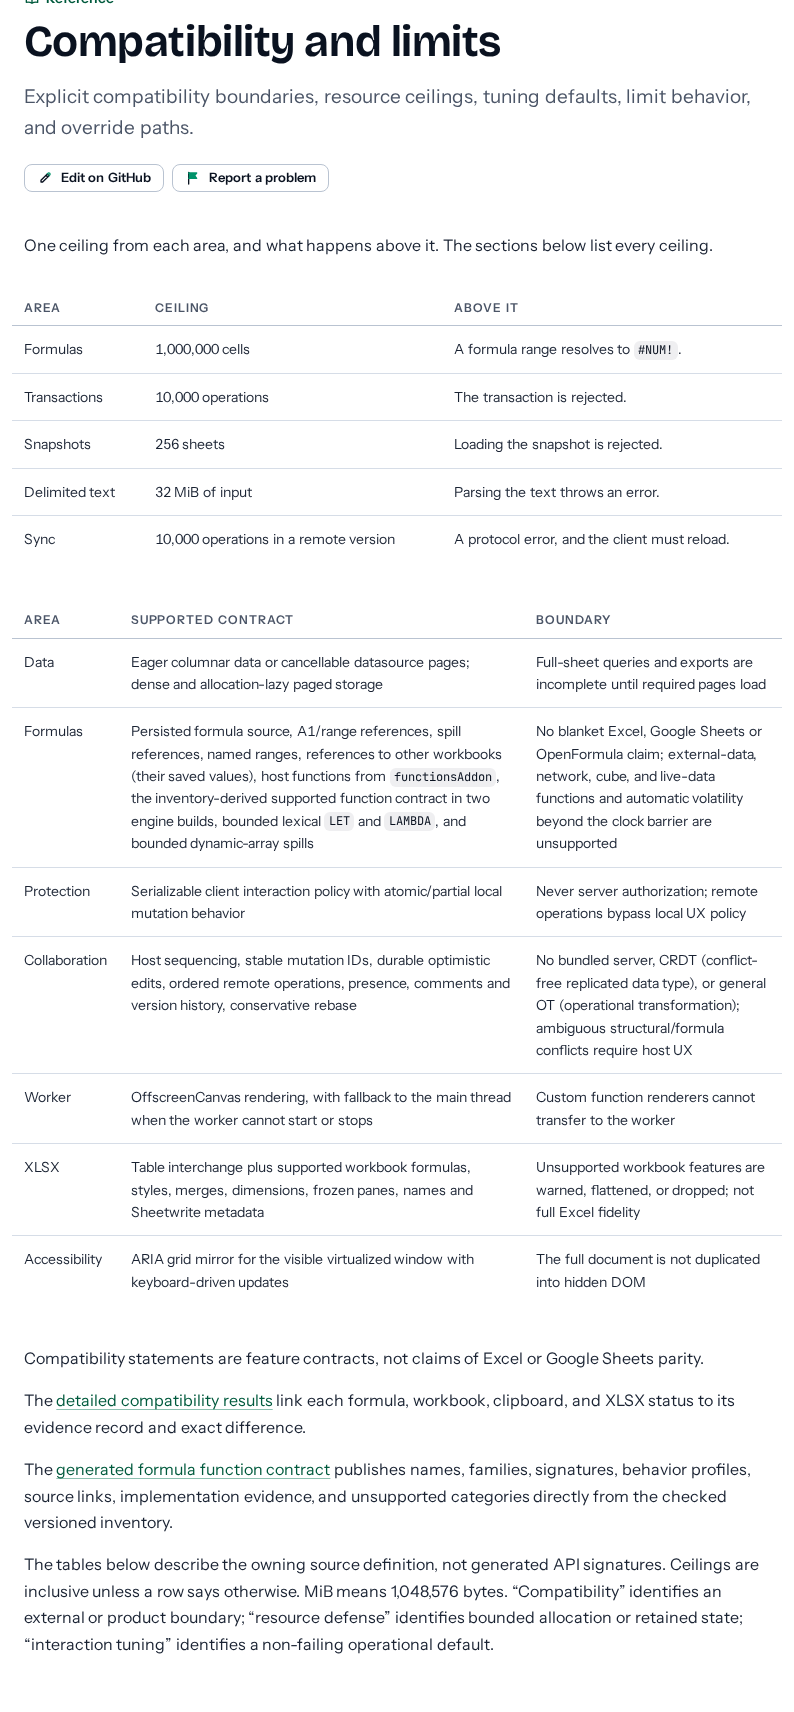 Reference
Compatibility and limits
Explicit compatibility boundaries, resource ceilings, tuning defaults, limit behavior,
and override paths.
Edit on GitHub
Report a problem
One ceiling from each area, and what happens above it. The sections below list every ceiling.
AREA CEILING ABOVE IT
Formulas 1,000,000 cells A formula range resolves to #NUM! .
Transactions 10,000 operations The transaction is rejected.
Snapshots 256 sheets Loading the snapshot is rejected.
Delimited text 32 MiB of input Parsing the text throws an error.
Sync 10,000 operations in a remote version A protocol error, and the client must reload.
AREA SUPPORTED CONTRACT BOUNDARY
Data
Eager columnar data or cancellable datasource pages;
dense and allocation-lazy paged storage
Full-sheet queries and exports are
incomplete until required pages load
Formulas
Persisted formula source, A1/range references, spill
references, named ranges, references to other workbooks
(their saved values), host functions from functionsAddon ,
the inventory-derived supported function contract in two
engine builds, bounded lexical LET and LAMBDA , and
bounded dynamic-array spills
No blanket Excel, Google Sheets or
OpenFormula claim; external-data,
network, cube, and live-data
functions and automatic volatility
beyond the clock barrier are
unsupported
Protection
Serializable client interaction policy with atomic/partial local
mutation behavior
Never server authorization; remote
operations bypass local UX policy
Collaboration
Host sequencing, stable mutation IDs, durable optimistic
edits, ordered remote operations, presence, comments and
version history, conservative rebase
No bundled server, CRDT (conflict-
free replicated data type), or general
OT (operational transformation);
ambiguous structural/formula
conflicts require host UX
Worker
OffscreenCanvas rendering, with fallback to the main thread
when the worker cannot start or stops
Custom function renderers cannot
transfer to the worker
XLSX
Table interchange plus supported workbook formulas,
styles, merges, dimensions, frozen panes, names and
Sheetwrite metadata
Unsupported workbook features are
warned, flattened, or dropped; not
full Excel fidelity
Accessibility
ARIA grid mirror for the visible virtualized window with
keyboard-driven updates
The full document is not duplicated
into hidden DOM
Compatibility statements are feature contracts, not claims of Excel or Google Sheets parity.
The detailed compatibility results link each formula, workbook, clipboard, and XLSX status to its
evidence record and exact difference.
The generated formula function contract publishes names, families, signatures, behavior profiles,
source links, implementation evidence, and unsupported categories directly from the checked
versioned inventory.
The tables below describe the owning source definition, not generated API signatures. Ceilings are
inclusive unless a row says otherwise. MiB means 1,048,576 bytes. “Compatibility” identifies an
external or product boundary; “resource defense” identifies bounded allocation or retained state;
“interaction tuning” identifies a non-failing operational default.